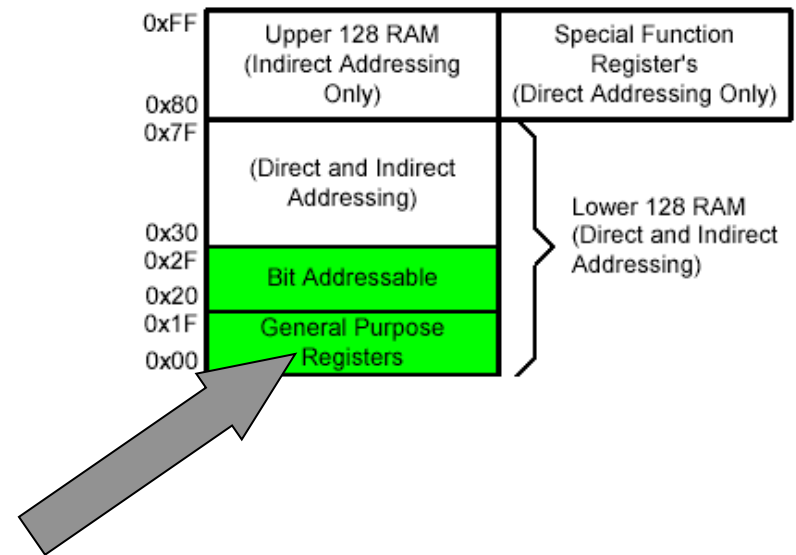 0xFF
Upper 128 RAM
(Indirect Addressing
Only)
0x80
Special Function
Register's
(Direct Addressing Only)
0x7F
(Direct and Indirect
Addressing)
0x30
Lower 128 RAM
(Direct and Indirect
Addressing)
0x2F
Bit Addressable
0x20
0x1F
General Purpose
Registers
0x00